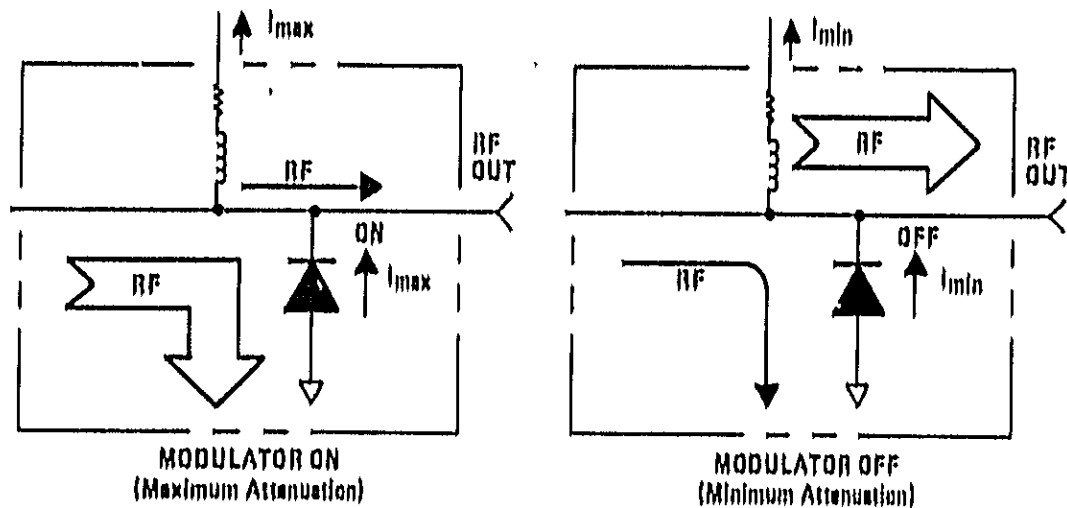 Imax
RF
OUT
RF
ON
Imax
RF
MODULATOR ON
(Maximum Attenuation)
Imin
RF
RF
OUT
OFF
Imin
RF
MODULATOR OFF
(Minimum Attenuation)